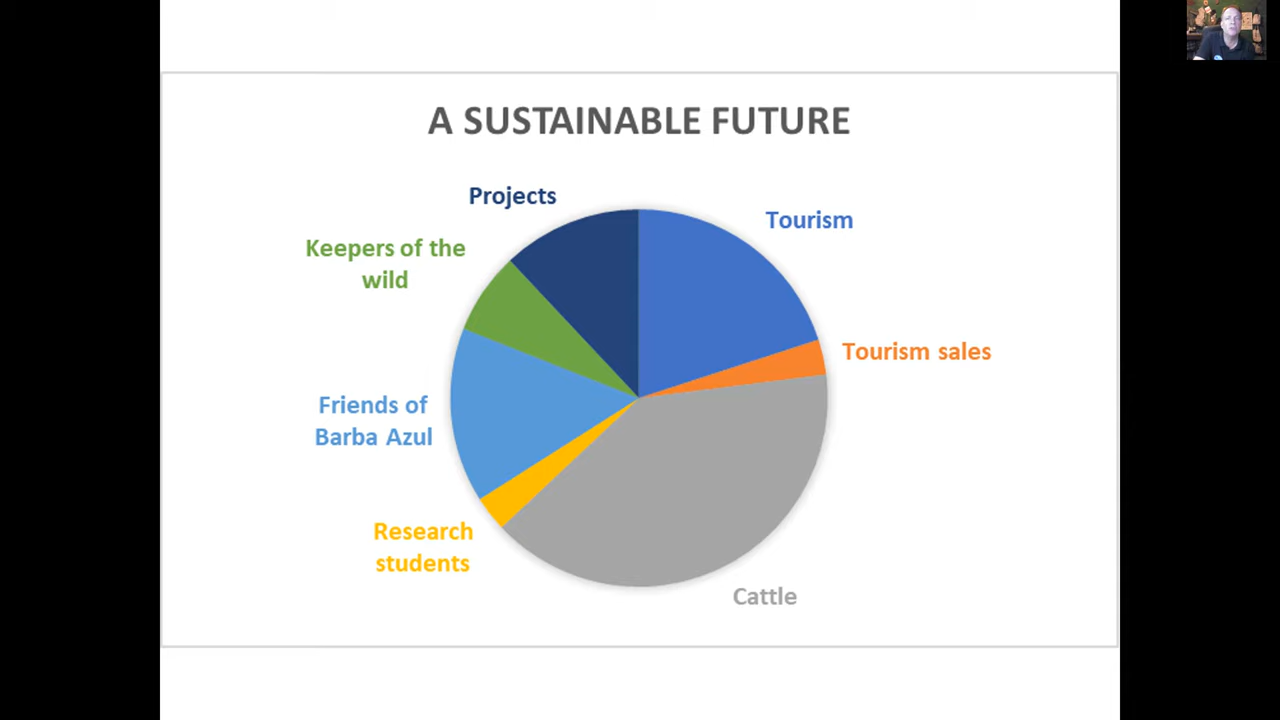 A SUSTAINABLE FUTURE
Projects
Tourism
Keepers of the
wild
Tourism sales
Friends of
Barba Azul
Research
students
Cattle